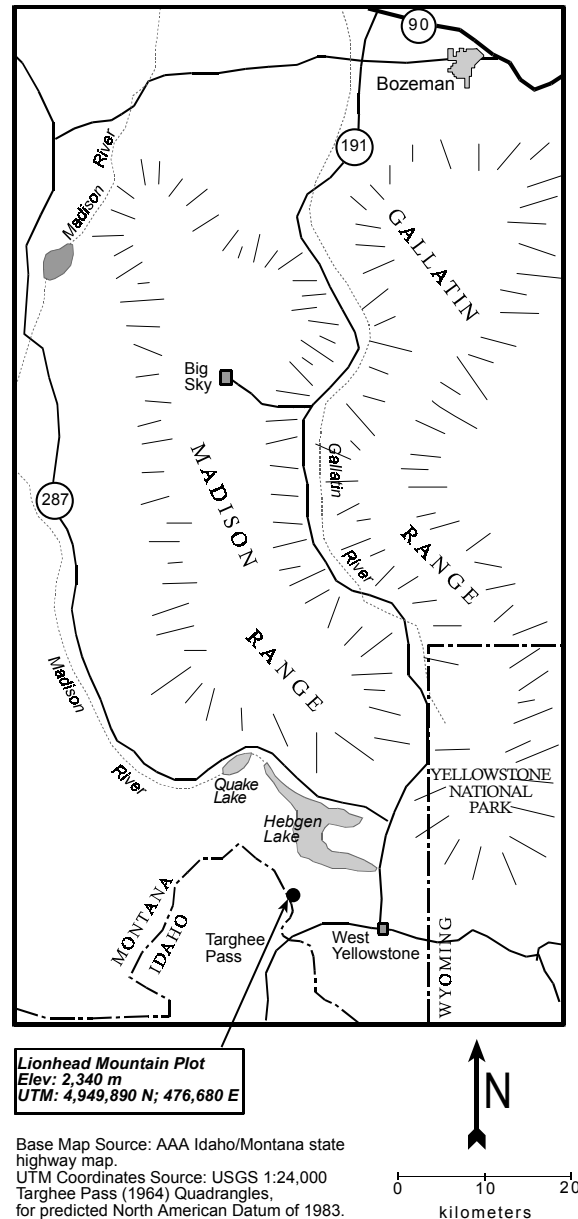 90
Bozeman
191
Madison River
GALLATIN
Big
Sky
MADISON
Gallatin
287
River
RANGE
RANGE
Madison
River
Quake
Lake
YELLOWSTONE
NATIONAL
PARK
Hebgen
Lake
MONTANA
IDAHO
Targhee
Pass
West
Yellowstone
WYOMING
Lionhead Mountain Plot
Elev: 2,340 m
UTM: 4,949,890 N; 476,680 E
N
Base Map Source: AAA Idaho/Montana state
highway map.
UTM Coordinates Source: USGS 1:24,000
Targhee Pass (1964) Quadrangles,
for predicted North American Datum of 1983.
0 10 20
kilometers